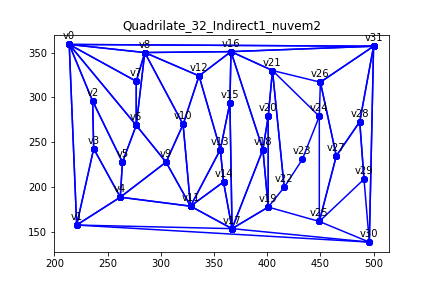 Quadrilate_32_Indirect1_nuvem2
350
300
250
200
150
200
250
300
350
400
450
500
v0
v31
v16
v8
v21
v12
v7
v26
v2
v15
v6
v10
v20
v24
v28
v3
v13
v18
v5
v9
v23
v27
v14
v22
v29
v4
v11
v19
v1
v17
v25
v30